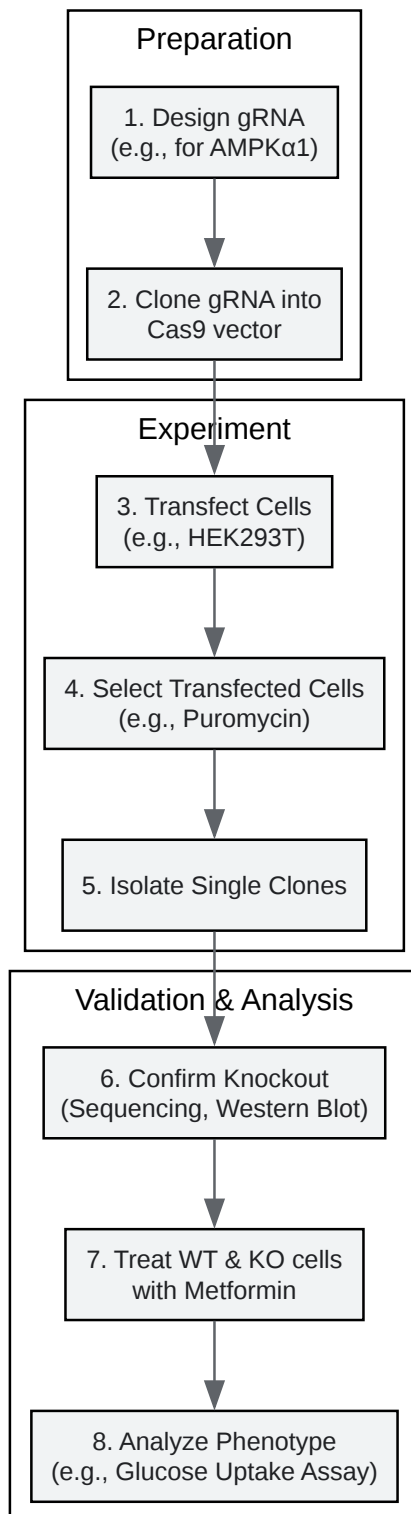 Preparation
1. Design gRNA
(e.g., for AMPKα1)
2. Clone gRNA into
Cas9 vector
Experiment
3. Transfect Cells
(e.g., HEK293T)
4. Select Transfected Cells
(e.g., Puromycin)
5. Isolate Single Clones
Validation & Analysis
6. Confirm Knockout
(Sequencing, Western Blot)
7. Treat WT & KO cells
with Metformin
8. Analyze Phenotype
(e.g., Glucose Uptake Assay)